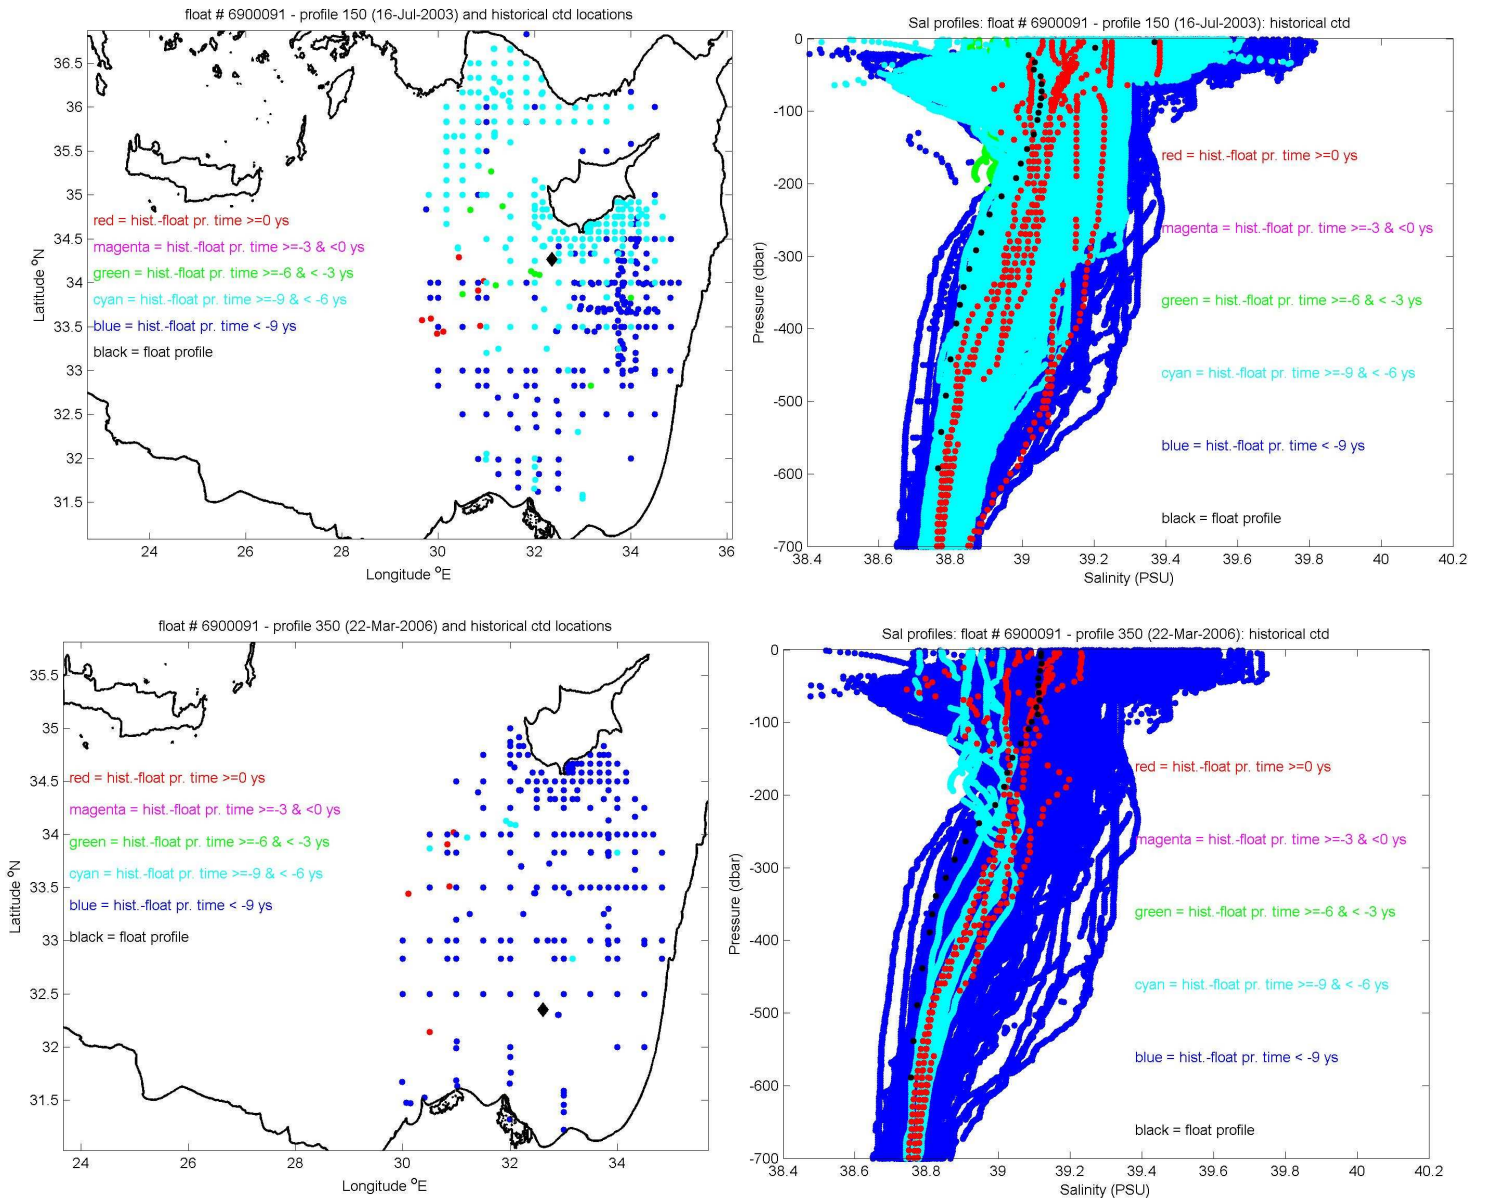 float # 6900091 - profile 150 (16-Jul-2003) and historical ctd locations
36.5
36
35.5
35
34.5
34
33.5
33
32.5
32
31.5
Latitude °N
red = hist.-float pr. time >=0 ys
magenta = hist.-float pr. time >=-3 & <0 ys
green = hist.-float pr. time >=-6 & < -3 ys
cyan = hist.-float pr. time >=-9 & < -6 ys
blue = hist.-float pr. time < -9 ys
black = float profile
24
26
28
30
32
34
36
Longitude °E
Sal profiles: float # 6900091 - profile 150 (16-Jul-2003): historical ctd
0
-100
-200
-300
-400
-500
-600
-700
Pressure (dbar)
red = hist.-float pr. time >=0 ys
magenta = hist.-float pr. time >=-3 & <0 ys
green = hist.-float pr. time >=-6 & < -3 ys
cyan = hist.-float pr. time >=-9 & < -6 ys
blue = hist.-float pr. time < -9 ys
black = float profile
38.4
38.6
38.8
39
39.2
39.4
39.6
39.8
40
40.2
Salinity (PSU)
float # 6900091 - profile 350 (22-Mar-2006) and historical ctd locations
35.5
35
34.5
34
33.5
33
32.5
32
31.5
Latitude °N
red = hist.-float pr. time >=0 ys
magenta = hist.-float pr. time >=-3 & <0 ys
green = hist.-float pr. time >=-6 & < -3 ys
cyan = hist.-float pr. time >=-9 & < -6 ys
blue = hist.-float pr. time < -9 ys
black = float profile
24
26
28
30
32
34
Longitude °E
Sal profiles: float # 6900091 - profile 350 (22-Mar-2006): historical ctd
0
-100
-200
-300
-400
-500
-600
-700
Pressure (dbar)
red = hist.-float pr. time >=0 ys
magenta = hist.-float pr. time >=-3 & <0 ys
green = hist.-float pr. time >=-6 & < -3 ys
cyan = hist.-float pr. time >=-9 & < -6 ys
blue = hist.-float pr. time < -9 ys
black = float profile
38.4
38.6
38.8
39
39.2
39.4
39.6
39.8
40
40.2
Salinity (PSU)